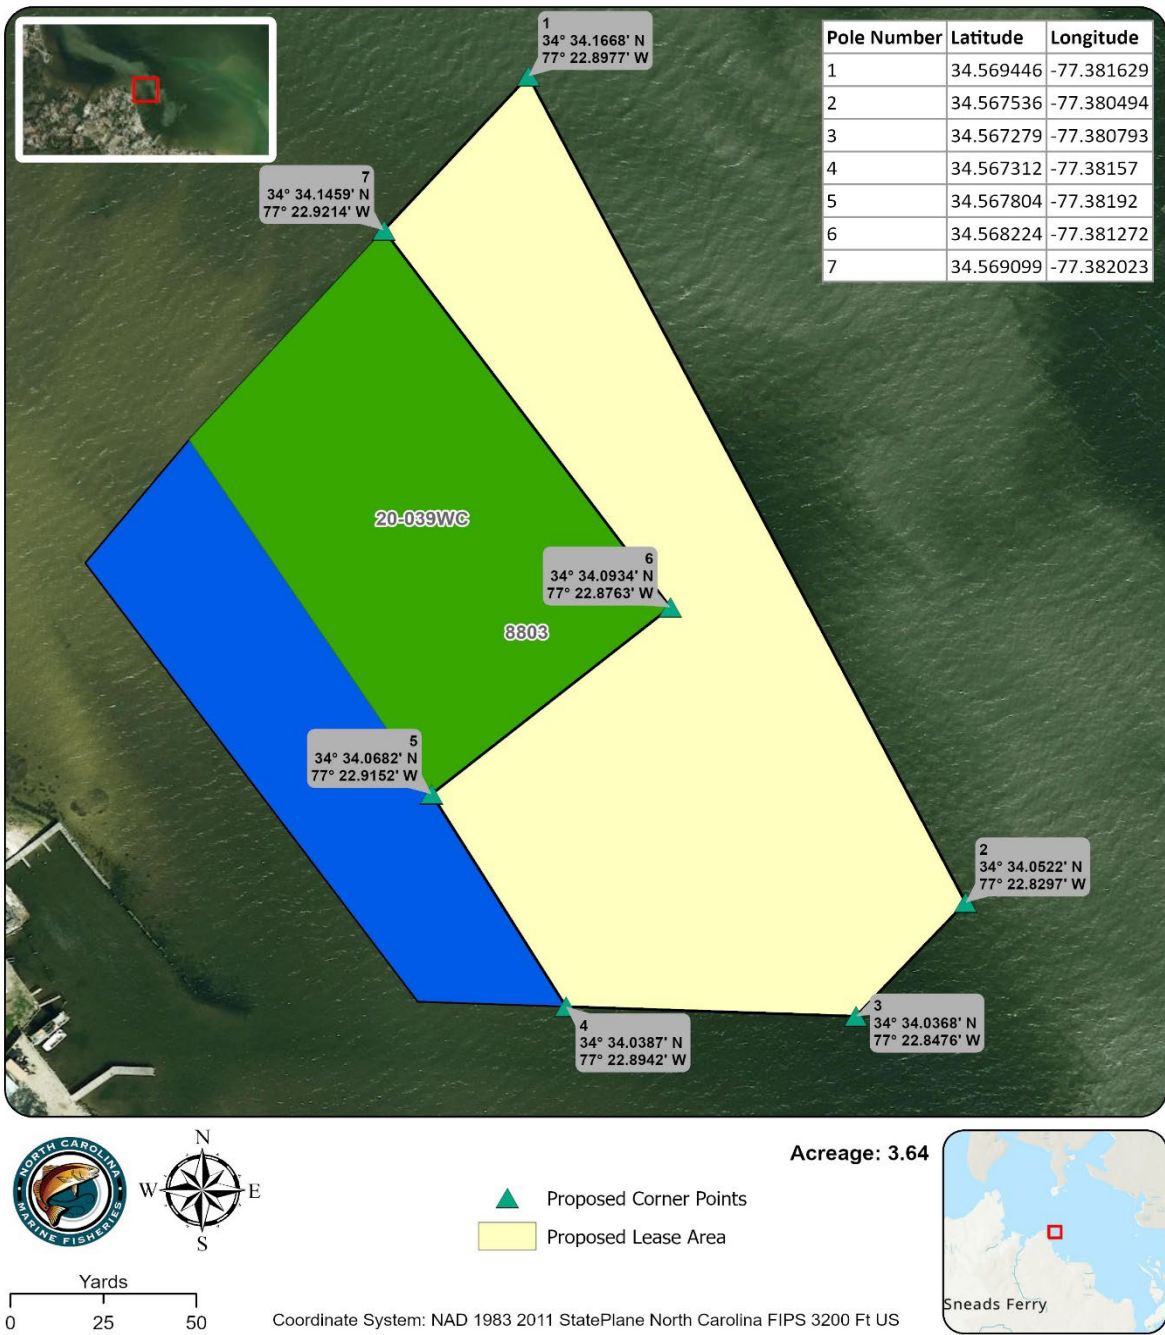 1
34° 34.1668' N
77° 22.8977' W
Pole Number Latitude Longitude
1 34.569446 -77.381629
2 34.567536 -77.380494
3 34.567279 -77.380793
4 34.567312 -77.38157
5 34.567804 -77.38192
6 34.568224 -77.381272
7 34.569099 -77.382023
7
34° 34.1459' N
77° 22.9214' W
20-039WC
6
34° 34.0934' N
77° 22.8763' W
8803
5
34° 34.0682' N
77° 22.9152' W
2
34° 34.0522' N
77° 22.8297' W
3
34° 34.0368' N
77° 22.8476' W
4
34° 34.0387' N
77° 22.8942' W
NORTH CAROLINA
MARINE FISHERIES
N
W E
S
Acreage: 3.64
Proposed Corner Points
Proposed Lease Area
Sneads Ferry
Yards
0 25 50
Coordinate System: NAD 1983 2011 StatePlane North Carolina FIPS 3200 Ft US